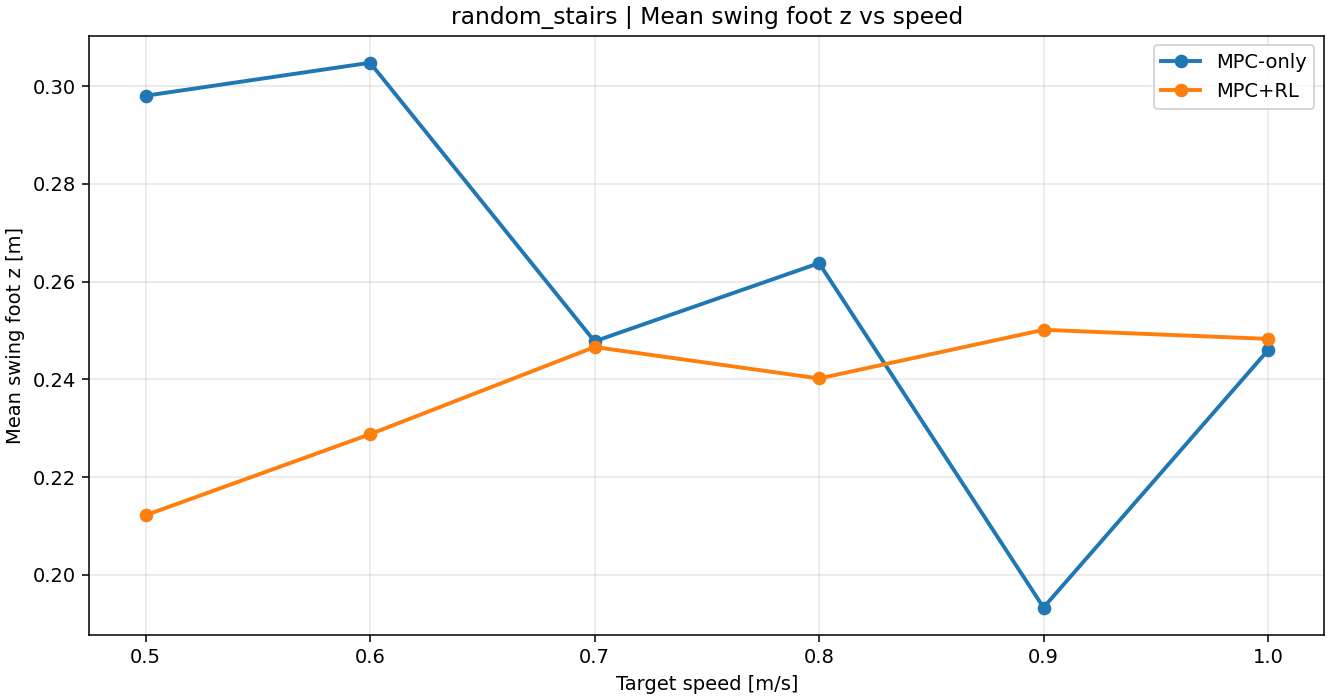 random_stairs | Mean swing foot z vs speed
MPC-only
MPC+RL
Mean swing foot z [m]
0.30
0.28
0.26
0.24
0.22
0.20
0.5 0.6 0.7 0.8 0.9 1.0
Target speed [m/s]